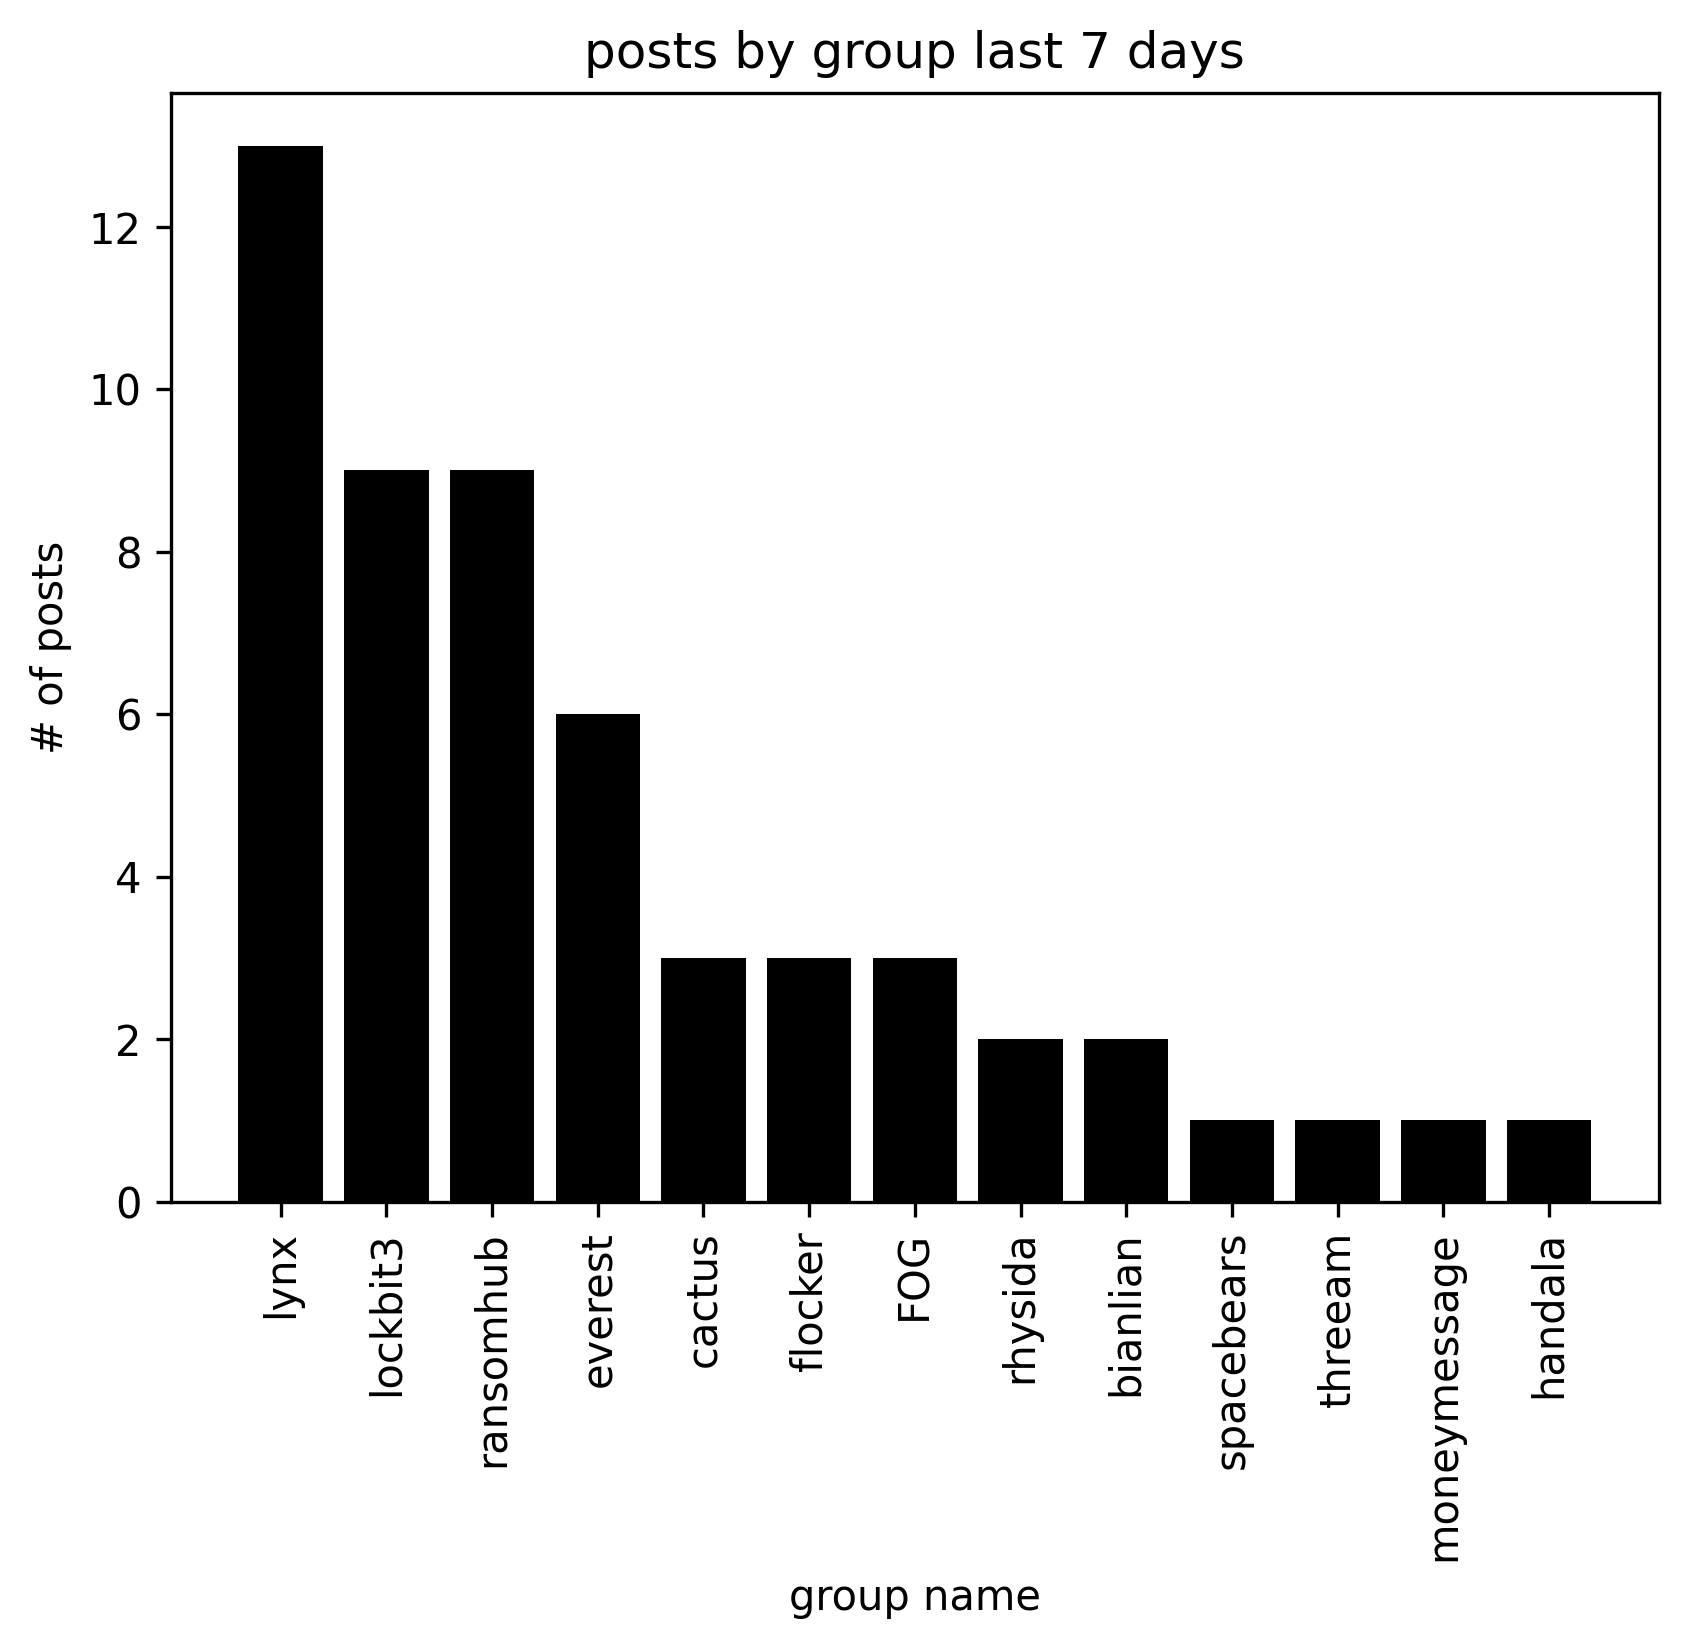 posts by group last 7 days
12
10
8
6
4
2
0
# of posts
lynx
lockbit3
ransomhub
everest
cactus
flocker
FOG
rhysida
bianlian
spacebears
threeam
moneymessage
handala
group name